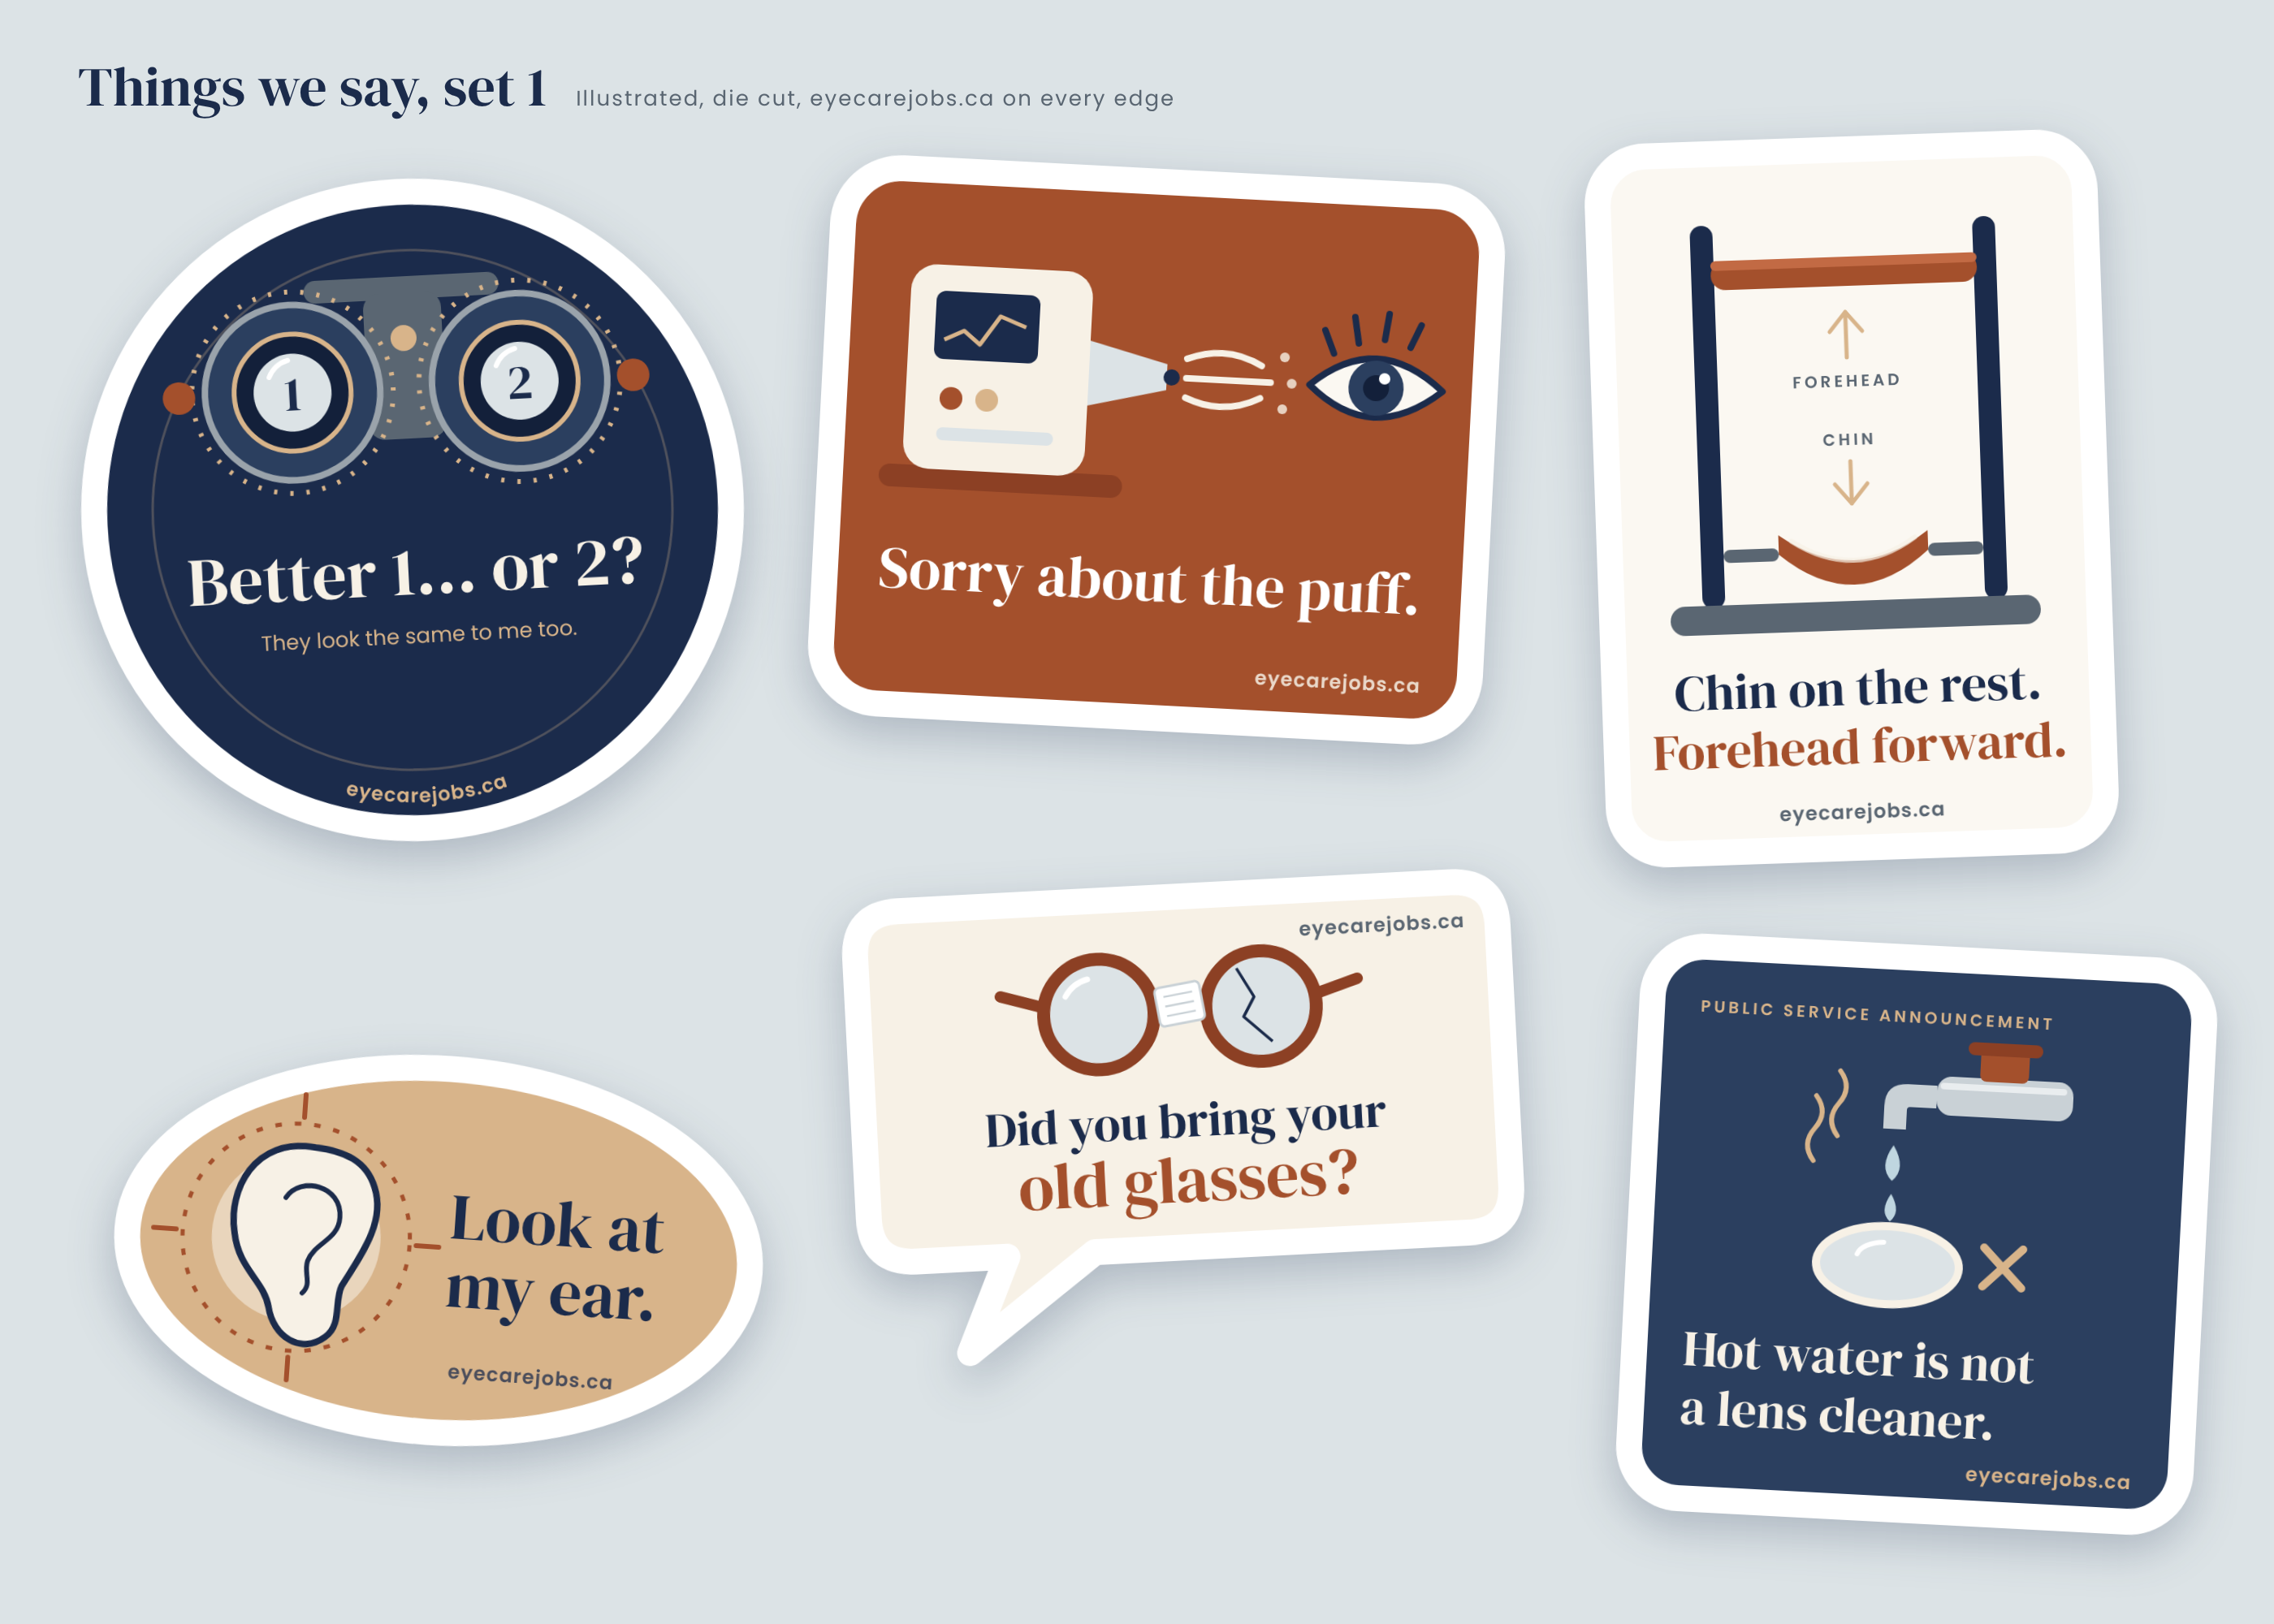 Things we say, set 1
Illustrated, die cut, eyecarejobs.ca on every edge
1
2
Better 1... or 2?
They look the same to me too.
eyecarejobs.ca
Sorry about the puff.
eyecarejobs.ca
FOREHEAD
CHIN
Chin on the rest.
Forehead forward.
eyecarejobs.ca
Look at
my ear.
eyecarejobs.ca
eyecarejobs.ca
Did you bring your
old glasses?
PUBLIC SERVICE ANNOUNCEMENT
Hot water is not
a lens cleaner.
eyecarejobs.ca